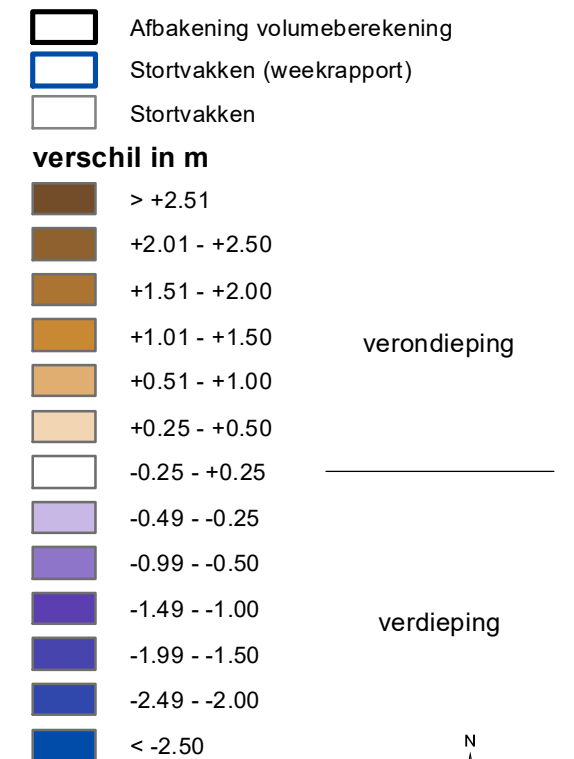 Afbakening volumeberekening
Stortvakken (weekrapport)
Stortvakken
verschil in m
> +2.51
+2.01 - +2.50
+1.51 - +2.00
+1.01 - +1.50
verondieping
+0.51 - +1.00
+0.25 - +0.50
-0.25 - +0.25
-0.49 - -0.25
-0.99 - -0.50
-1.49 - -1.00
verdieping
-1.99 - -1.50
-2.49 - -2.00
< -2.50
N